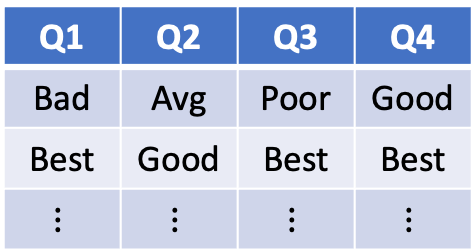 Q1 Q2 Q3 Q4
Bad Avg Poor Good
Best Good Best Best
⋮ ⋮ ⋮ ⋮